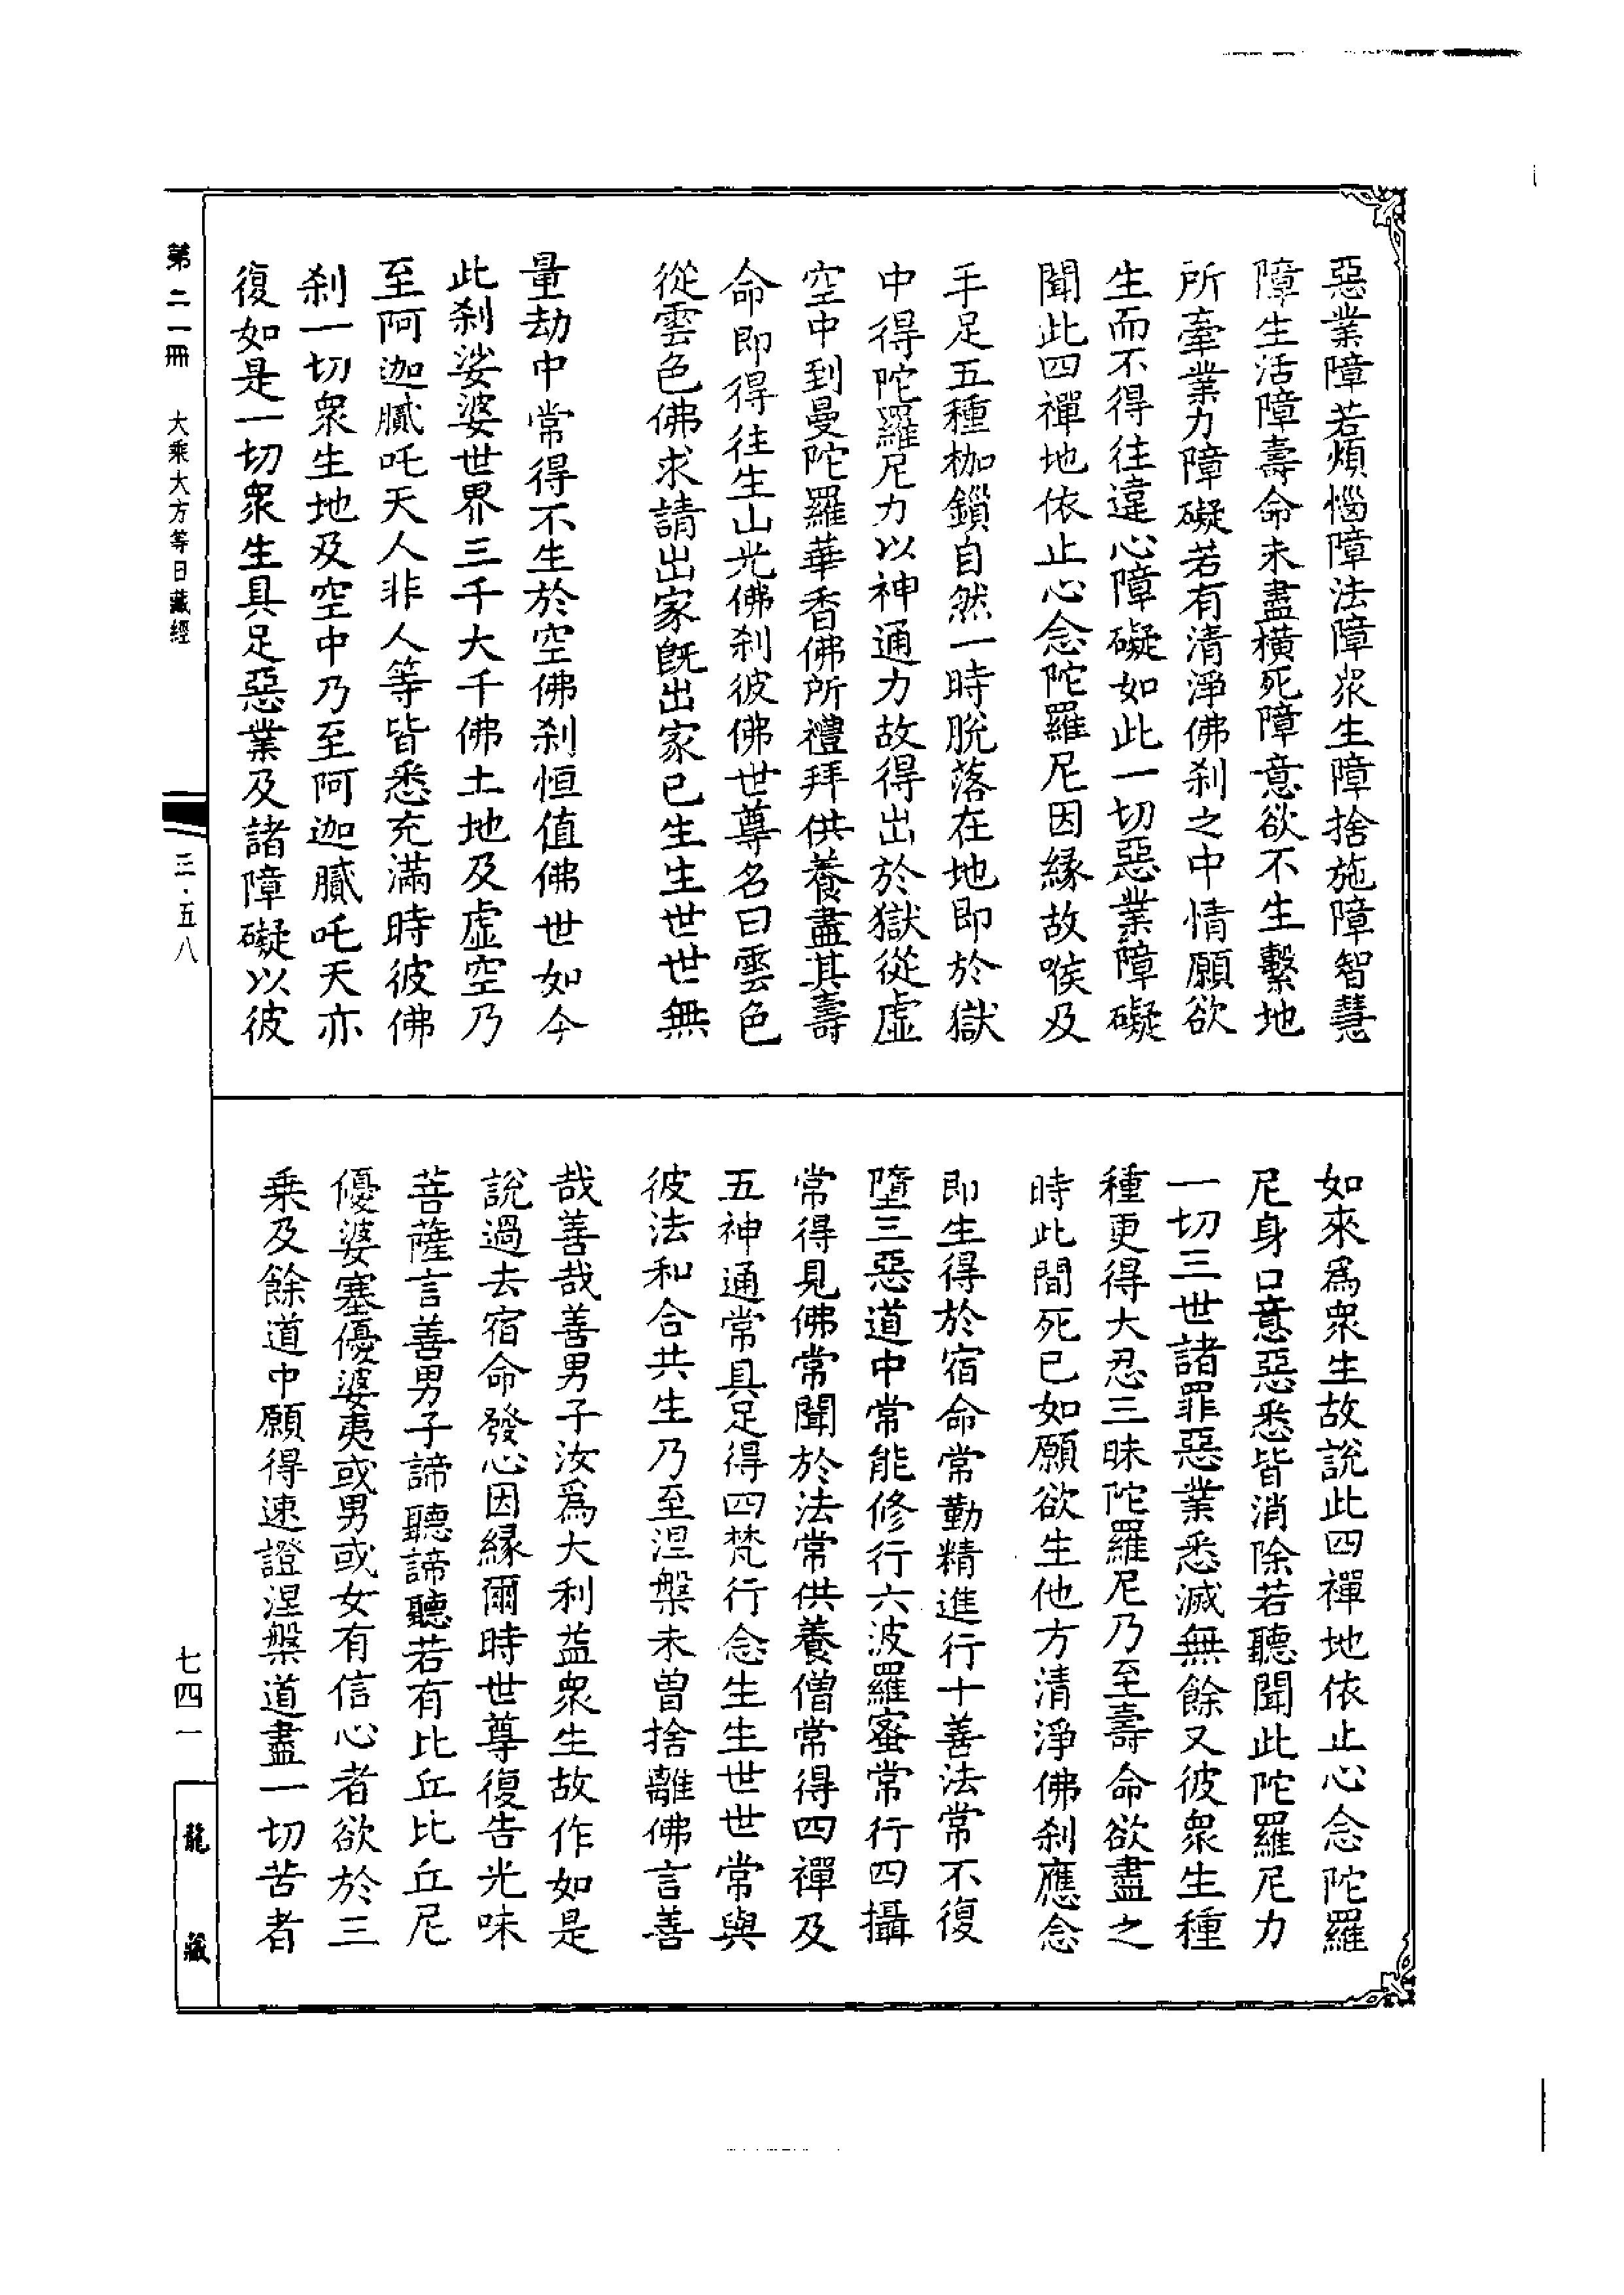 惡業障若煩惱障法障衆生障捨施障智慧
障生活障壽命未盡橫死障意欲不生繫地
所牽業力障礙若有清淨佛刹之中情願欲
生而不得往違心障礙如此一切惡業障礙
聞此四禪地依止心念陀羅尼因緣故喉及
手足五種枷鎖自然一時脫落在地即於獄
中得陀羅尼力以神通力故得出於獄從虛
空中到曼陀羅華香佛所禮拜供養盡其壽
命即得往生山光佛刹彼佛世尊名曰雲色
從雲色佛求請出家既出家已生生世世無
量劫中常得不生於空佛刹恒值佛世如今
此刹娑婆世界三千大千佛土地及虛空乃
至阿迦膩吒天人非人等皆悉充滿時彼佛
刹一切衆生地及空中乃至阿迦膩吒天亦
復如是一切衆生具足惡業及諸障礙以彼
如來爲衆生故說此四禪地依止心念陀羅
尼身口意惡悉皆消除若聽聞此陀羅尼力
一切三世諸罪惡業悉滅無餘又彼衆生種
種更得大忍三昧陀羅尼乃至壽命欲盡之
時此間死已如願欲生他方清淨佛刹應念
即生得於宿命常勤精進行十善法常不復
墮三惡道中常能修行六波羅蜜常行四攝
常得見佛常聞於法常供養僧常得四禪及
五神通常具足得四梵行念生生世世常與
彼法和合共生乃至涅槃未曾捨離佛言善
哉善哉善男子汝爲大利益衆生故作如是
說過去宿命發心因緣爾時世尊復告光味
菩薩言善男子諦聽諦聽若有比丘比丘尼
優婆塞優婆夷或男或女有信心者欲於三
乘及餘道中願得速證涅槃道盡一切苦者
第二一冊 大乘大方等日藏經
三·五八
七四一
龍藏